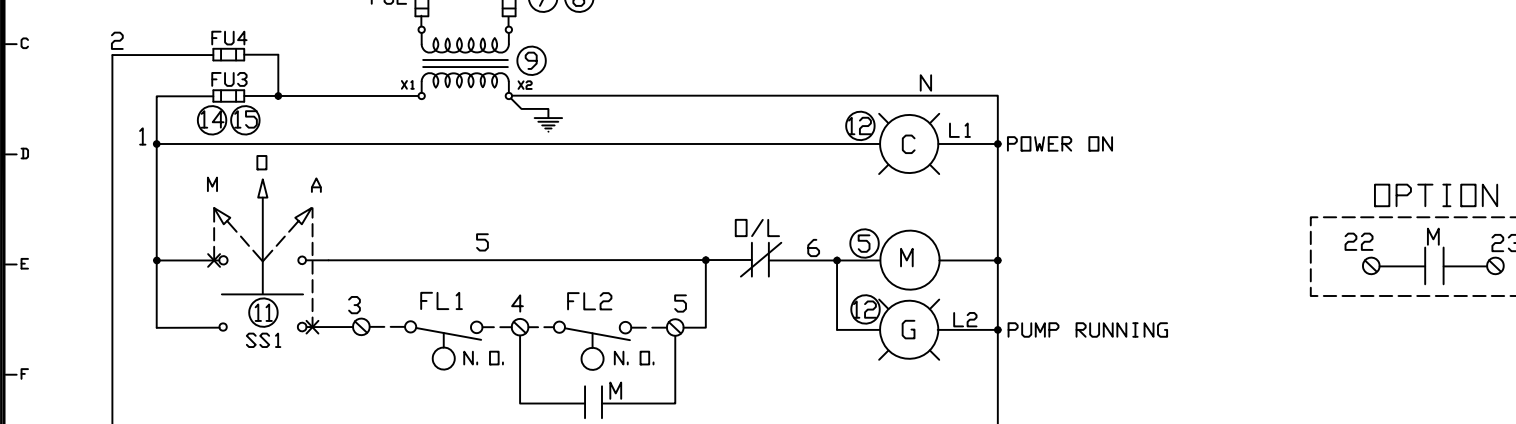 7 8
C
2
FU4
9
FU3
X1
X2
N
14 15
12
C
L1
POWER ON
1
D
O
M
A
OPTION
O/L
5
6
5
M
22
M
23
E
11
3
FL1
4
FL2
5
12
G
L2
PUMP RUNNING
SS1
N. O.
N. O.
F
M